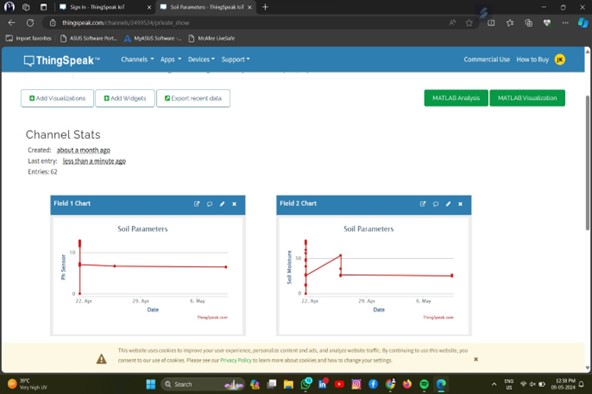 Sign In - ThingSpeak IoT
Soil Parameters - ThingSpeak IoT
thingspeak.com/channels/2499524/private_show
Import favorites
ASUS Software Port...
MyASUS Software -...
McAfee LiveSafe
ThingSpeak™
Channels
Apps
Devices
Support
Commercial Use
How to Buy
JK
Add Visualizations
Add Widgets
Export recent data
MATLAB Analysis
MATLAB Visualization
Channel Stats
Created: about a month ago
Last entry: less than a minute ago
Entries: 62
Field 1 Chart
Soil Parameters
Ph Sensor
10
0
22. Apr
29. Apr
6. May
Date
ThingSpeak.com
Field 2 Chart
Soil Parameters
Soil Moisture
10
0
22. Apr
29. Apr
6. May
Date
ThingSpeak.com
This website uses cookies to improve your user experience, personalize content and ads, and analyze website traffic. By continuing to use this website, you
consent to our use of cookies. Please see our Privacy Policy to learn more about cookies and how to change your settings.
39°C
Very high UV
Search
ENG
US
12:38 PM
09-05-2024